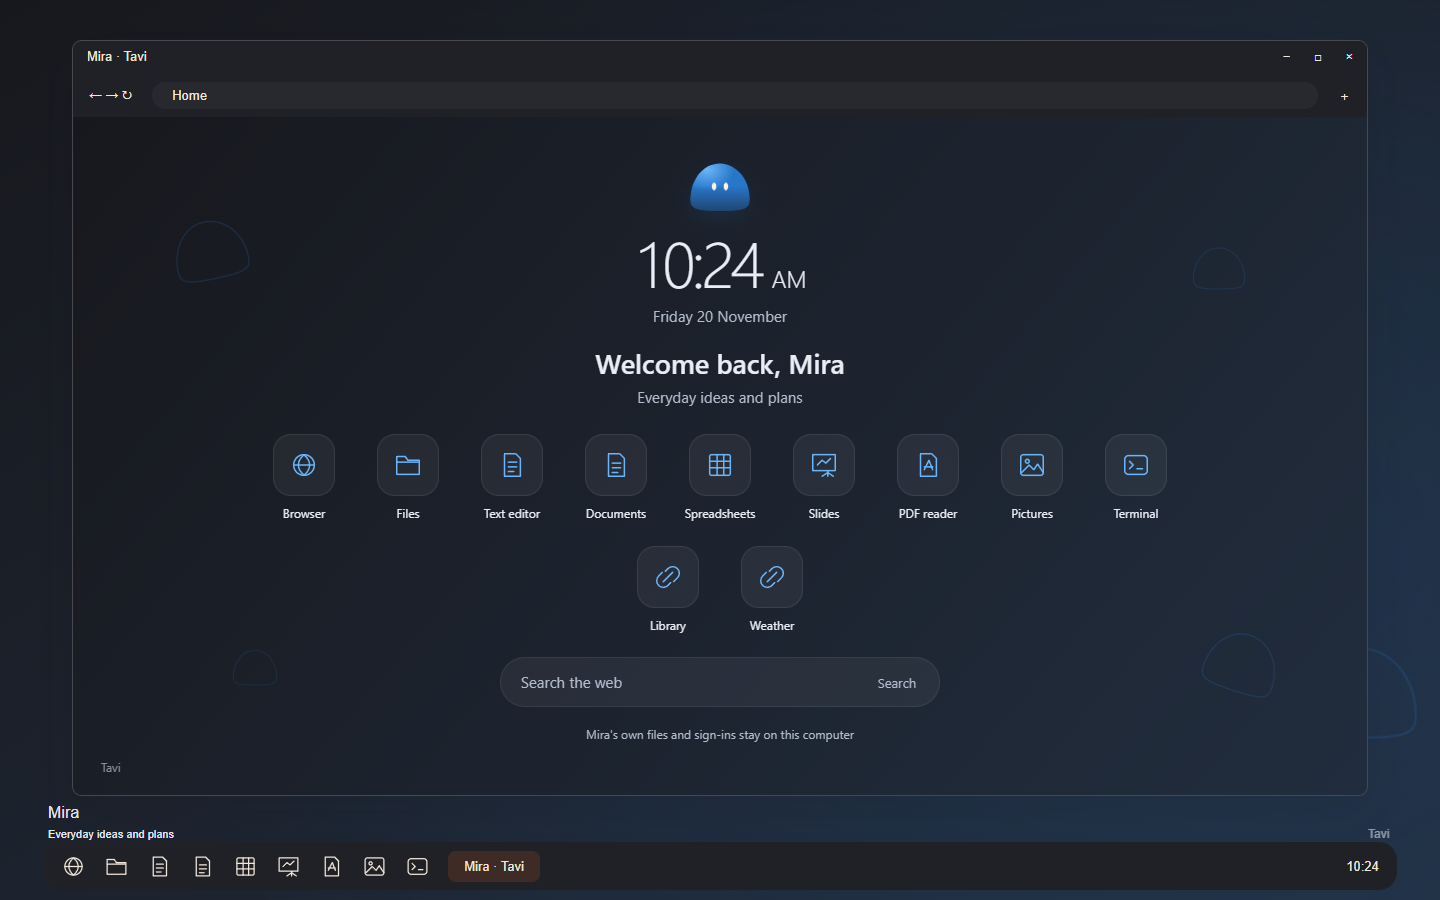 Mira · Tavi
Home
10:24 AM
Friday 20 November
Welcome back, Mira
Everyday ideas and plans
Browser
Files
Text editor
Documents
Spreadsheets
Slides
PDF reader
Pictures
Terminal
Library
Weather
Search the web
Search
Mira's own files and sign-ins stay on this computer
Tavi
Mira
Everyday ideas and plans
Tavi
Mira · Tavi
10:24